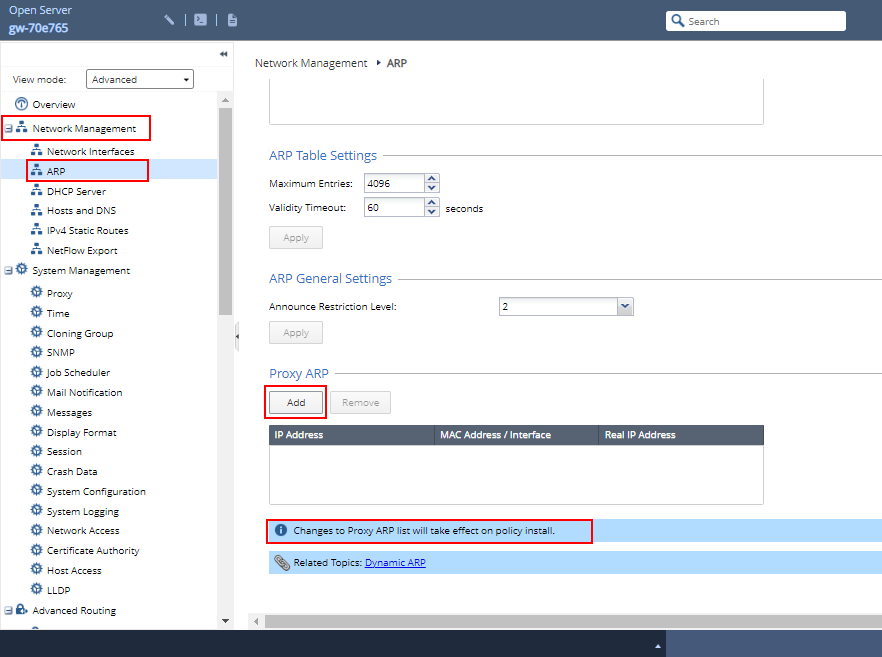 Open Server
gw-70e765
Search
View mode: Advanced
Overview
Network Management
Network Interfaces
ARP
DHCP Server
Hosts and DNS
IPv4 Static Routes
NetFlow Export
System Management
Proxy
Time
Cloning Group
SNMP
Job Scheduler
Mail Notification
Messages
Display Format
Session
Crash Data
System Configuration
System Logging
Network Access
Certificate Authority
Host Access
LLDP
Advanced Routing
Network Management ARP
ARP Table Settings
Maximum Entries: 4096
Validity Timeout: 60 seconds
Apply
ARP General Settings
Announce Restriction Level: 2
Apply
Proxy ARP
Add Remove
IP Address MAC Address / Interface Real IP Address
Changes to Proxy ARP list will take effect on policy install.
Related Topics: Dynamic ARP